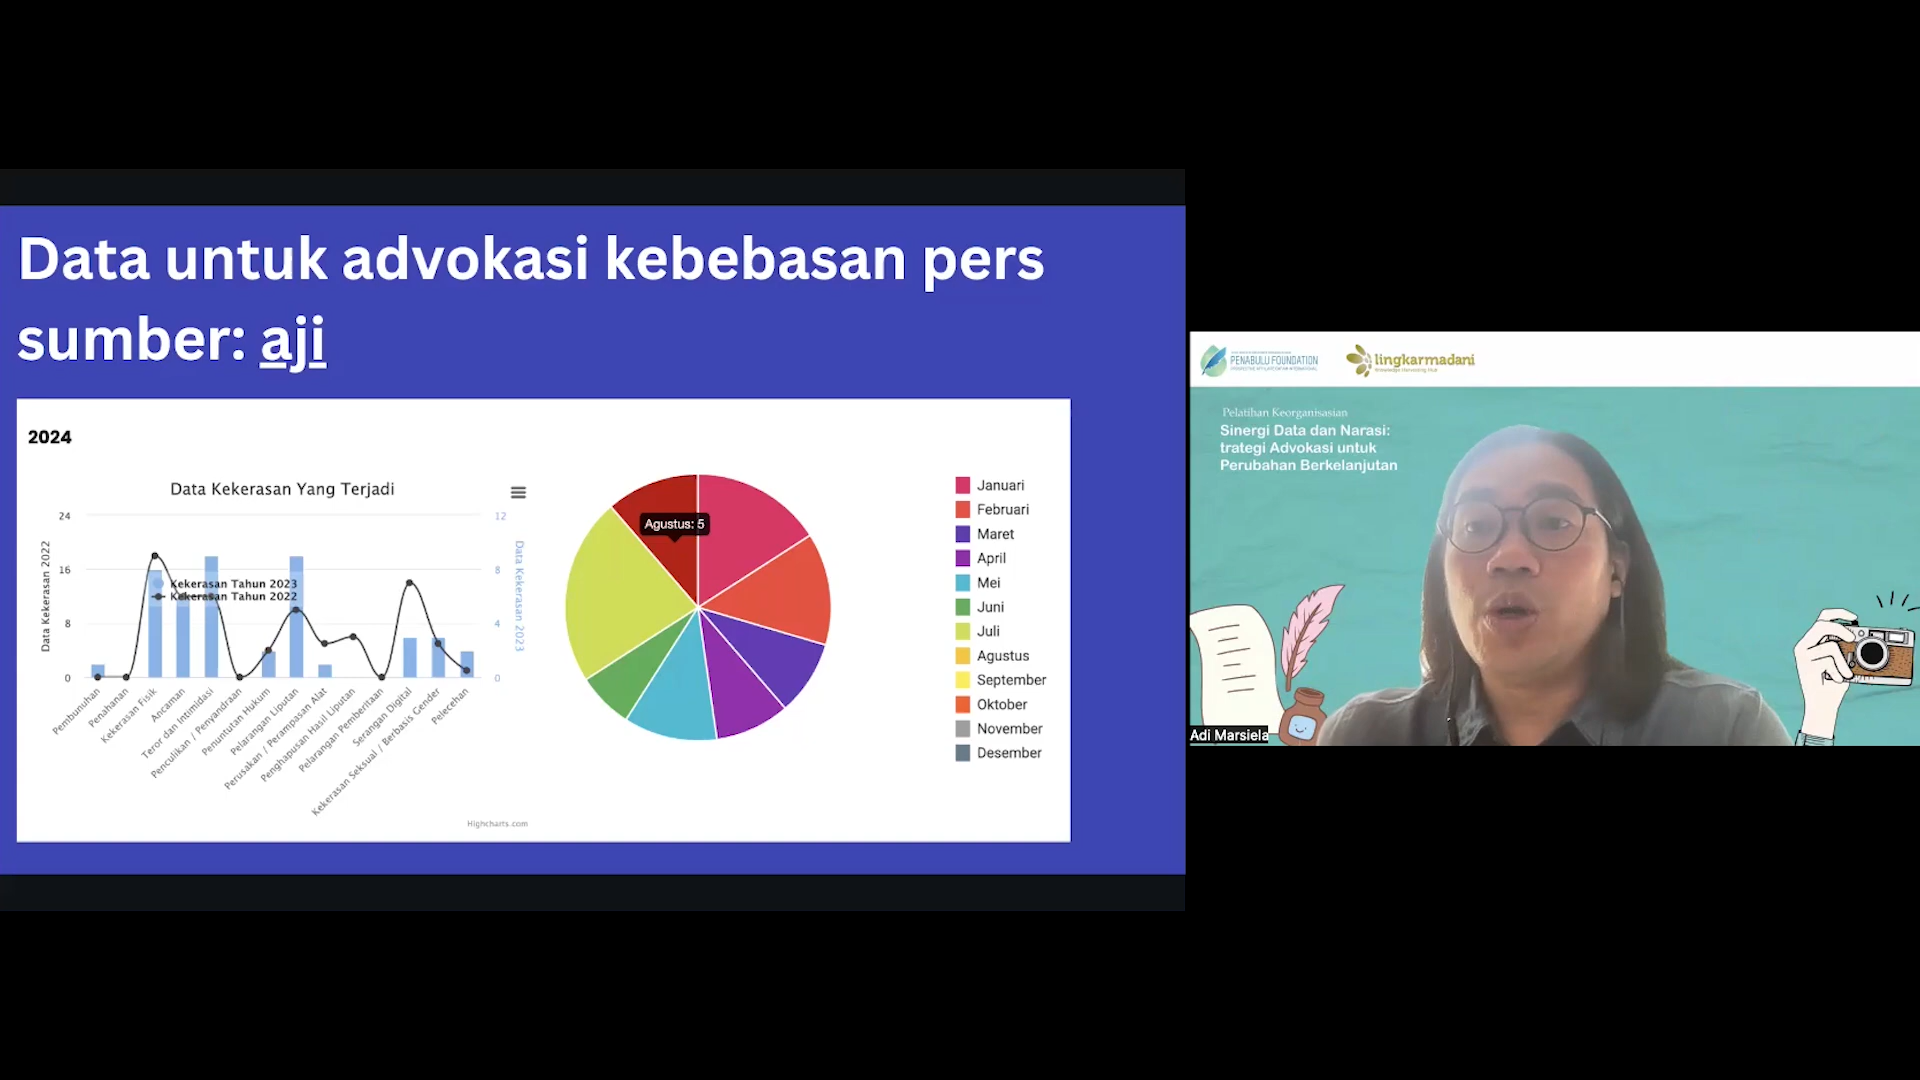 Data untuk advokasi kebebasan pers
sumber: aji
2024
Data Kekerasan Yang Terjadi
24
16
8
0
Data Kekerasan 2022
12
8
4
0
Data Kekerasan 2023
Kekerasan Tahun 2023
Kekerasan Tahun 2022
Pembunuhan
Penahanan
Kekerasan Fisik
Ancaman
Teror dan Intimidasi
Penculikan / Penyandraan
Penuntutan Hukum
Pelarangan Liputan
Perusakan / Perampasan Alat
Penghapusan Hasil Liputan
Pelarangan Pemberitaan
Serangan Digital
Kekerasan Seksual / Berbasis Gender
Pelecehan
Highcharts.com
Agustus: 5
Januari
Februari
Maret
April
Mei
Juni
Juli
Agustus
September
Oktober
November
Desember
PENABULU FOUNDATION
lingkarmadani
Knowledge Harvesting Hub
Pelatihan Keorganisasian
Sinergi Data dan Narasi:
trategi Advokasi untuk
Perubahan Berkelanjutan
Adi Marsiela